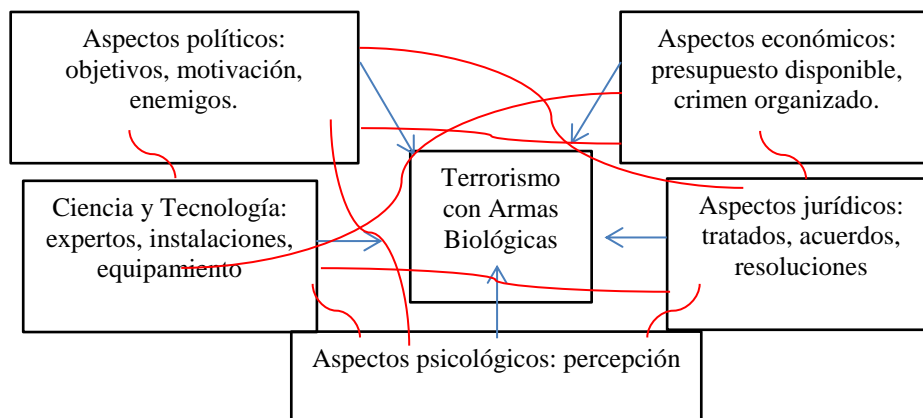 Aspectos políticos:
objetivos, motivación,
enemigos.
Aspectos económicos:
presupuesto disponible,
crimen organizado.
Terrorismo
con Armas
Biológicas
Ciencia y Tecnología:
expertos, instalaciones,
equipamiento
Aspectos jurídicos:
tratados, acuerdos,
resoluciones
Aspectos psicológicos: percepción